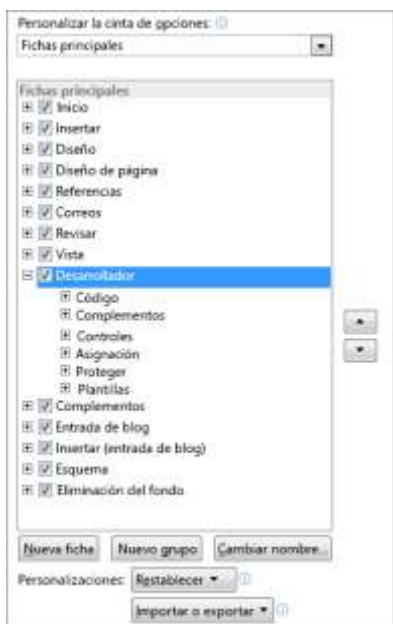 Personalizar la cinta de opciones:
Fichas principales
Fichas principales
Inicio
Insertar
Diseño
Diseño de página
Referencias
Correos
Revisar
Vista
Desarrollador
Código
Complementos
Controles
Asignación
Proteger
Plantillas
Complementos
Entrada de blog
Insertar (entrada de blog)
Esquema
Eliminación del fondo
Nueva ficha Nuevo grupo Cambiar nombre...
Personalizaciones: Restablecer
Importar o exportar